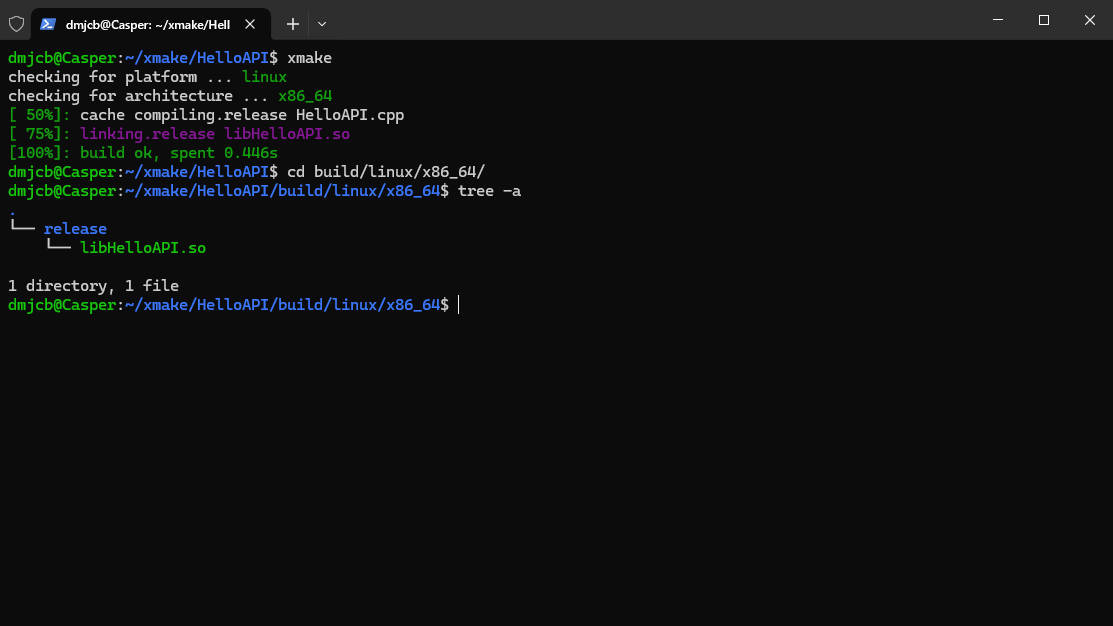 dmjcb@Casper: ~/xmake/Hell
dmjcb@Casper:~/xmake/HelloAPI$ xmake
checking for platform ... linux
checking for architecture ... x86_64
[ 50%]: cache compiling.release HelloAPI.cpp
[ 75%]: linking.release libHelloAPI.so
[100%]: build ok, spent 0.446s
dmjcb@Casper:~/xmake/HelloAPI$ cd build/linux/x86_64/
dmjcb@Casper:~/xmake/HelloAPI/build/linux/x86_64$ tree -a
.
└── release
    └── libHelloAPI.so
1 directory, 1 file
dmjcb@Casper:~/xmake/HelloAPI/build/linux/x86_64$